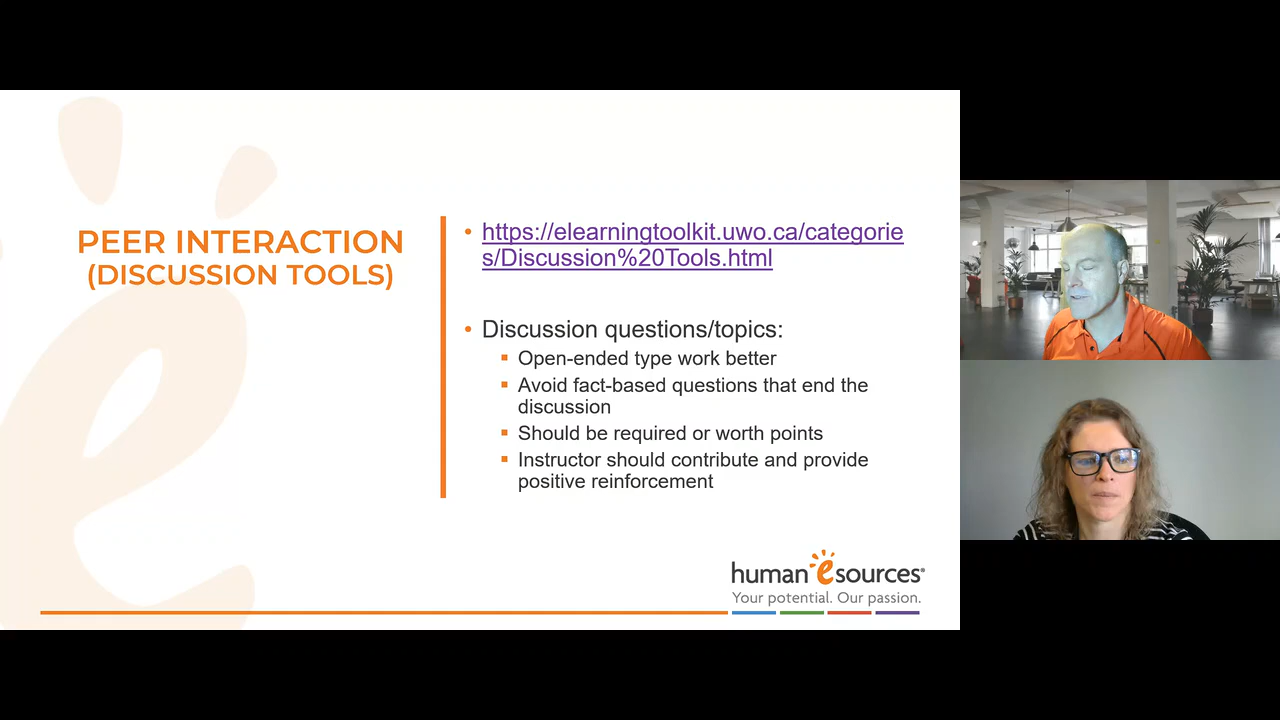 PEER INTERACTION
(DISCUSSION TOOLS)
• https://elearningtoolkit.uwo.ca/categorie
s/Discussion%20Tools.html
• Discussion questions/topics:
▪ Open-ended type work better
▪ Avoid fact-based questions that end the
discussion
▪ Should be required or worth points
▪ Instructor should contribute and provide
positive reinforcement
human esources®
Your potential. Our passion.